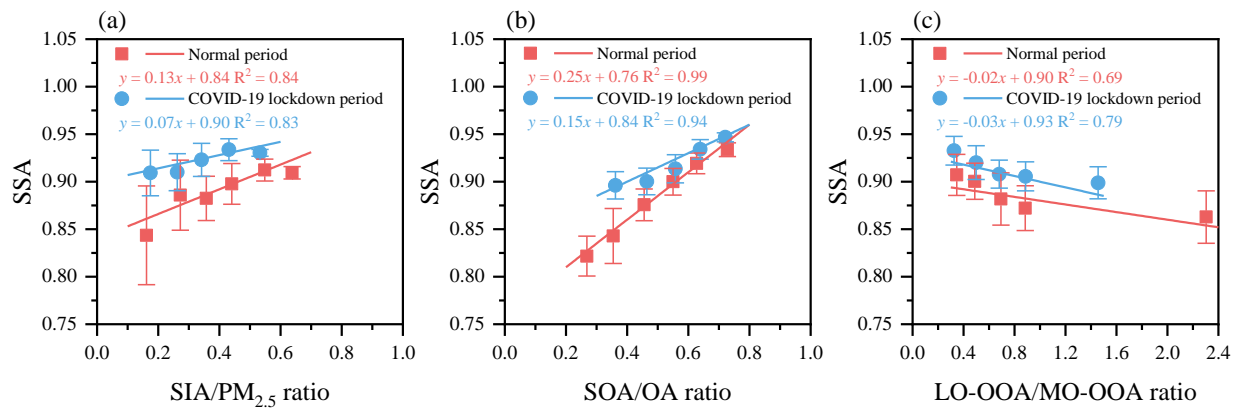 (a)
1.05
1.00
0.95
0.90
0.85
0.80
0.75
SSA
Normal period
y = 0.13x + 0.84 R² = 0.84
COVID-19 lockdown period
y = 0.07x + 0.90 R² = 0.83
0.0 0.2 0.4 0.6 0.8 1.0
SIA/PM₂.₅ ratio
(b)
1.05
1.00
0.95
0.90
0.85
0.80
0.75
SSA
Normal period
y = 0.25x + 0.76 R² = 0.99
COVID-19 lockdown period
y = 0.15x + 0.84 R² = 0.94
0.0 0.2 0.4 0.6 0.8 1.0
SOA/OA ratio
(c)
1.05
1.00
0.95
0.90
0.85
0.80
0.75
SSA
Normal period
y = -0.02x + 0.90 R² = 0.69
COVID-19 lockdown period
y = -0.03x + 0.93 R² = 0.79
0.0 0.4 0.8 1.2 1.6 2.0 2.4
LO-OOA/MO-OOA ratio